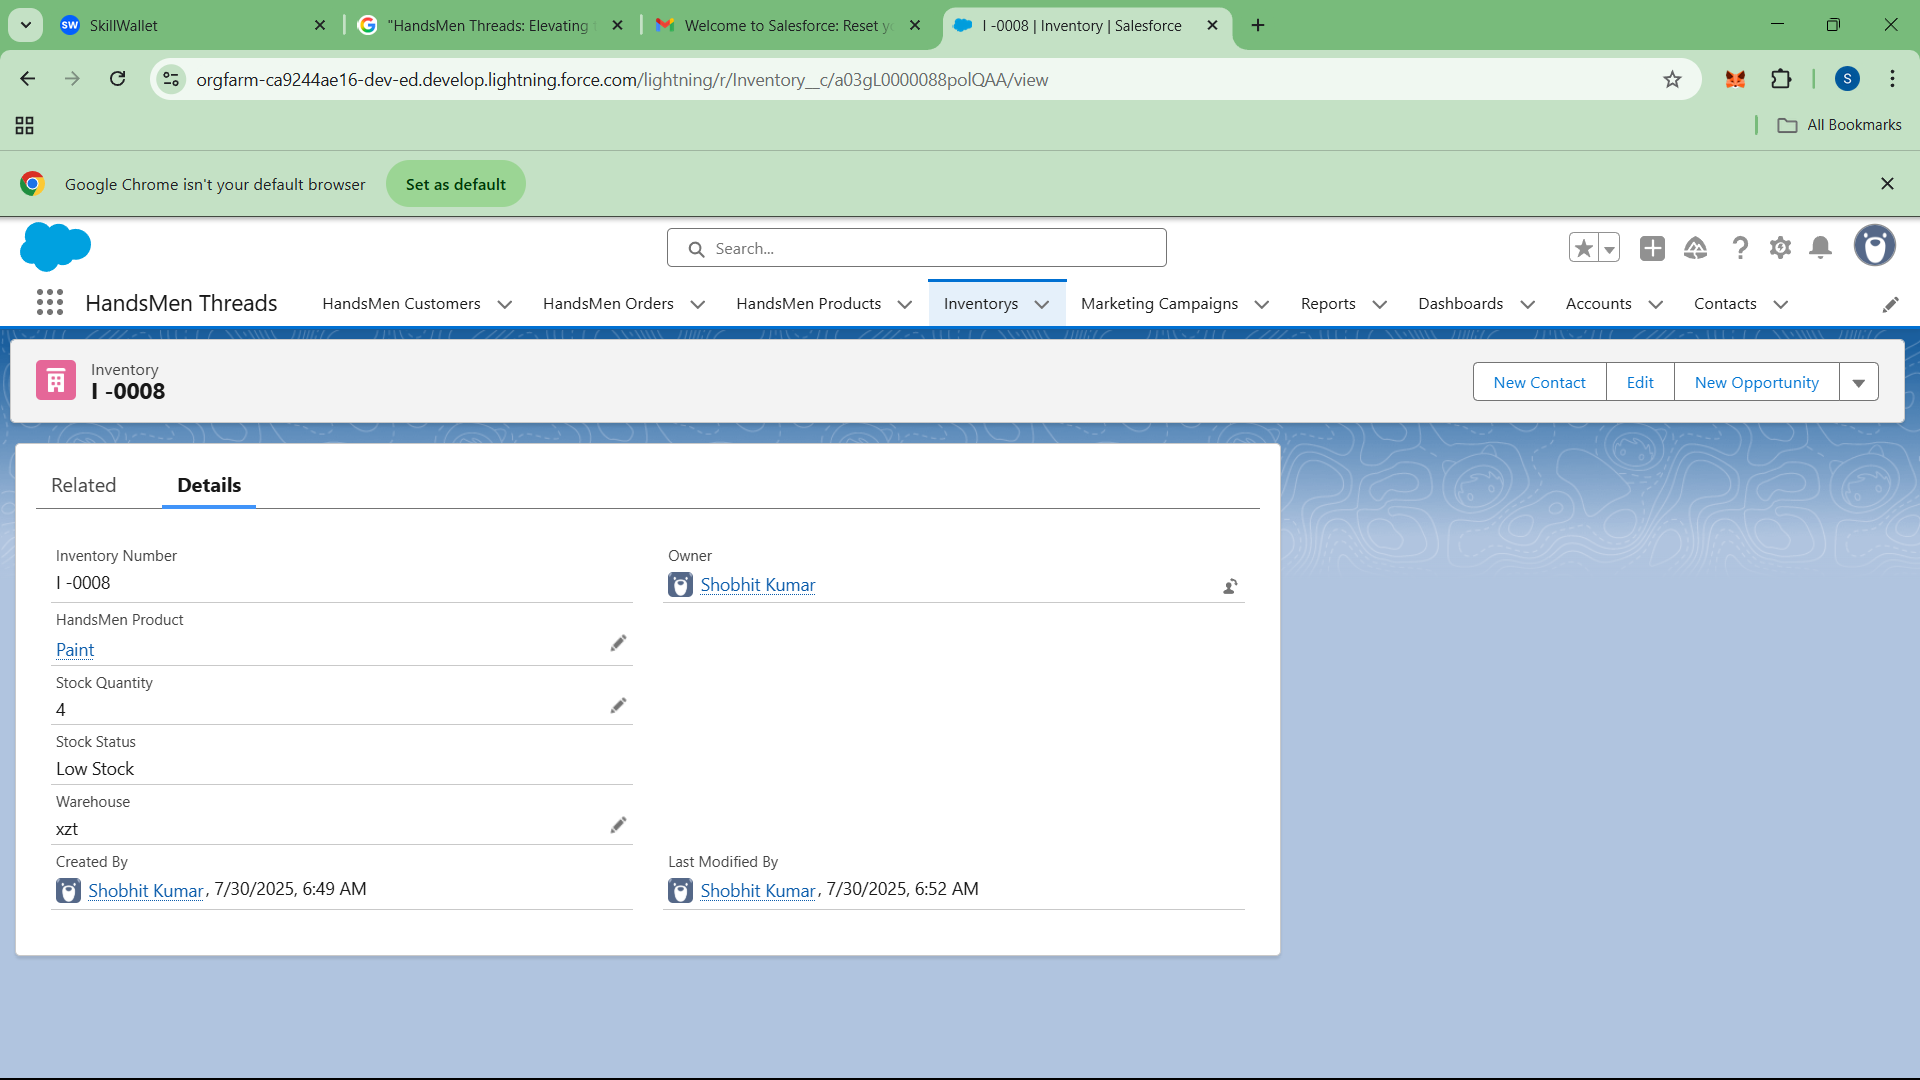 SW SkillWallet
"HandsMen Threads: Elevating
Welcome to Salesforce: Reset yo
I -0008 | Inventory | Salesforce
orgfarm-ca9244ae16-dev-ed.develop.lightning.force.com/lightning/r/Inventory__c/a03gL0000088polQAA/view
S
All Bookmarks
Google Chrome isn't your default browser
Set as default
Search...
HandsMen Threads
HandsMen Customers
HandsMen Orders
HandsMen Products
Inventorys
Marketing Campaigns
Reports
Dashboards
Accounts
Contacts
Inventory
I -0008
New Contact
Edit
New Opportunity
Related
Details
Inventory Number
I -0008
Owner
Shobhit Kumar
HandsMen Product
Paint
Stock Quantity
4
Stock Status
Low Stock
Warehouse
xzt
Created By
Shobhit Kumar, 7/30/2025, 6:49 AM
Last Modified By
Shobhit Kumar, 7/30/2025, 6:52 AM